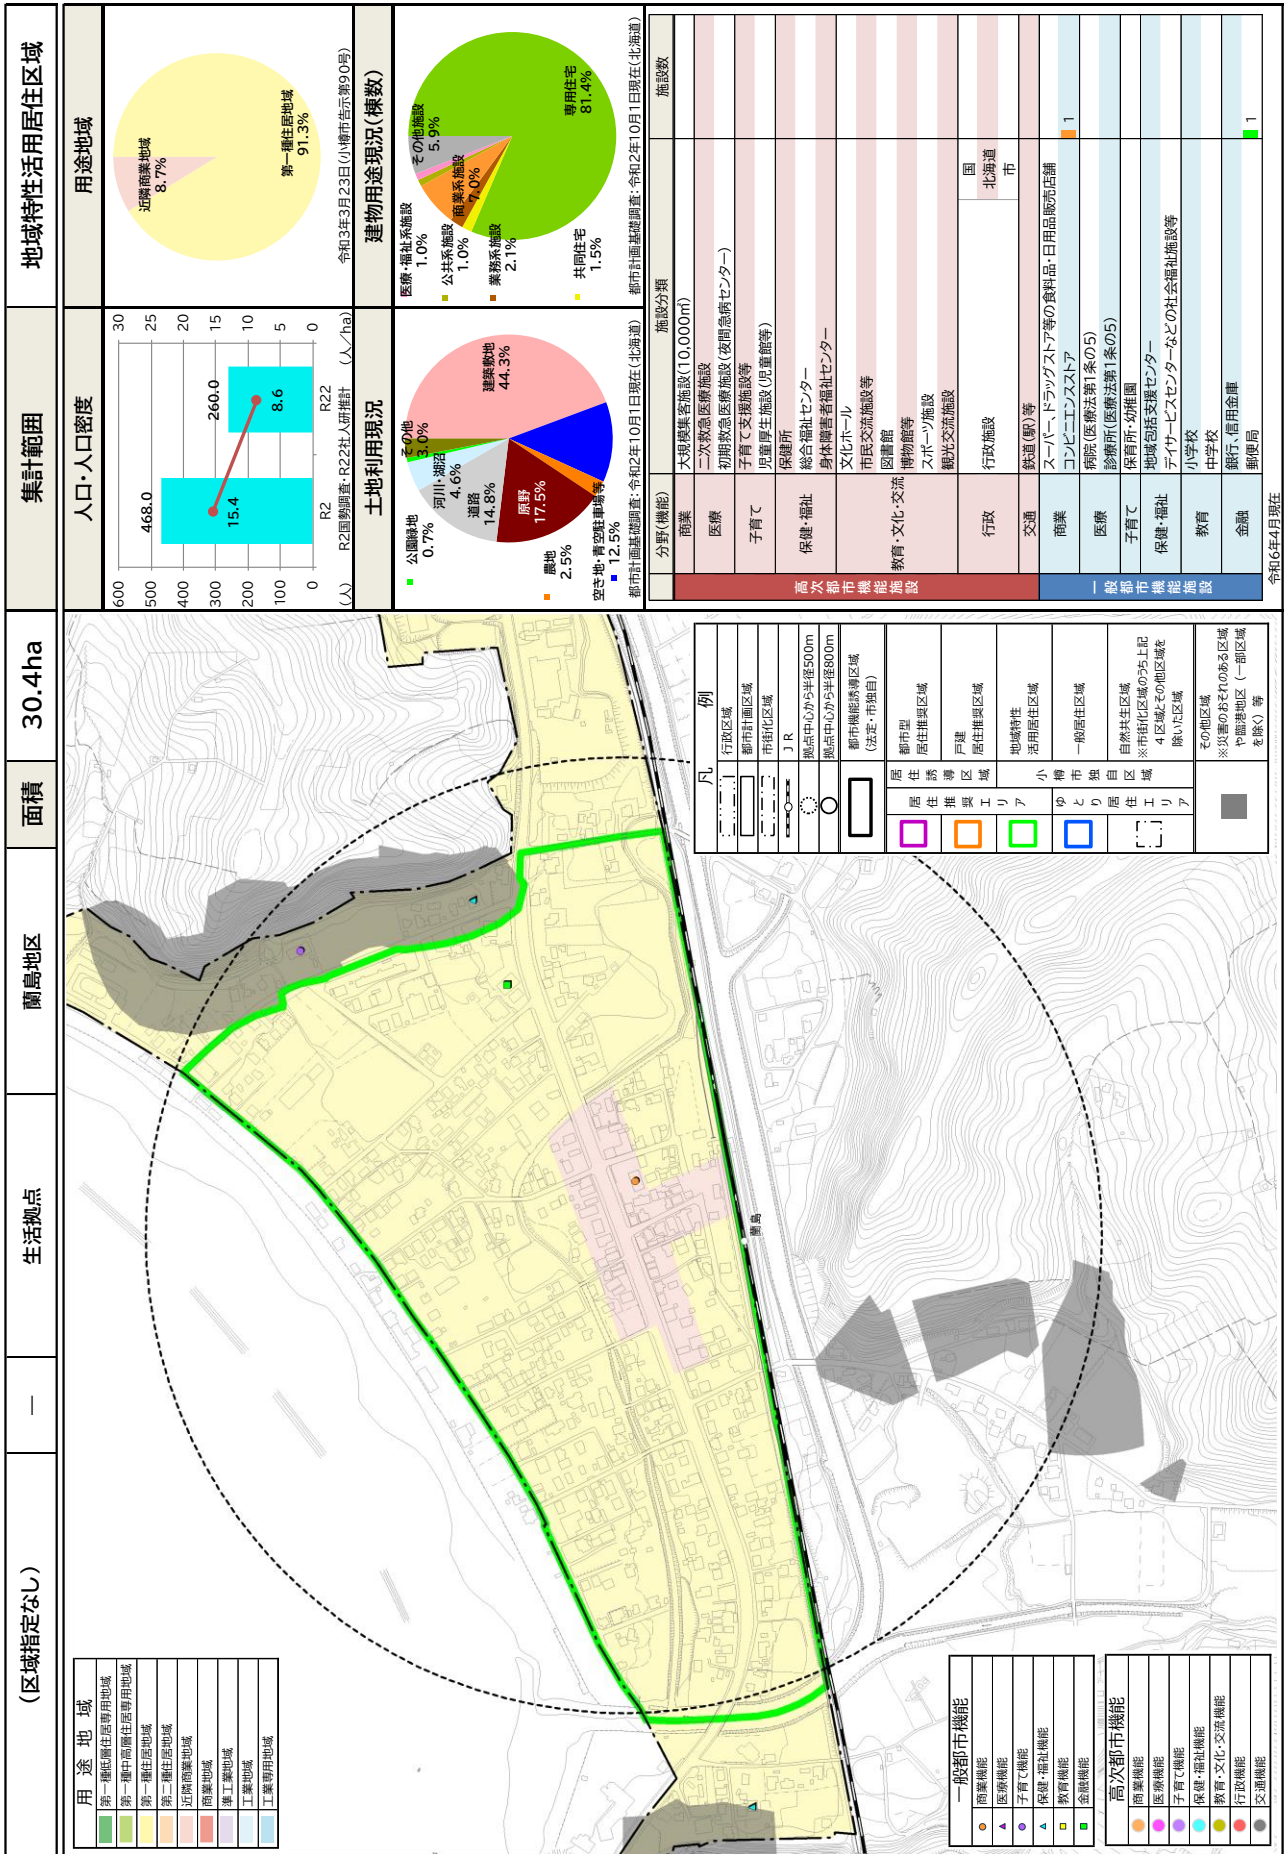 (区域指定なし)
―
生活拠点
蘭島地区
面積
30.4ha
集計範囲
地域特性活用居住区域
用途地域
第一種低層住居専用地域
第一種中高層住居専用地域
第一種住居地域
第二種住居地域
近隣商業地域
商業地域
準工業地域
工業地域
工業専用地域
蘭島
一般都市機能
商業機能
医療機能
子育て機能
保健・福祉機能
教育機能
金融機能
高次都市機能
商業機能
医療機能
子育て機能
保健・福祉機能
教育・文化・交流機能
行政機能
交通機能
凡例
行政区域
都市計画区域
市街化区域
JR
拠点中心から半径500m
拠点中心から半径800m
都市機能誘導区域
(法定・市独自)
居住推奨エリア
居住誘導区域
都市型
居住推奨区域
戸建
居住推奨区域
小樽市独自区域
地域特性
活用居住区域
ゆとり居住エリア
一般居住区域
自然共生区域
※市街化区域のうち上記
4区域とその他区域を
除いた区域
その他区域
※災害のおそれのある区域
や臨港地区(一部区域
を除く)等
人口・人口密度
600
500
400
300
200
100
0
(人)
468.0
260.0
15.4
8.6
R2
R22
30
25
20
15
10
5
0
(人/ha)
R2国勢調査・R22社人研推計
用途地域
近隣商業地域
8.7%
第一種住居地域
91.3%
令和3年3月23日(小樽市告示第90号)
土地利用現況
公園緑地
0.7%
その他
3.0%
河川・湖沼
4.6%
道路
14.8%
原野
17.5%
農地
2.5%
空き地・青空駐車場等
12.5%
建築敷地
44.3%
都市計画基礎調査:令和2年10月1日現在(北海道)
建物用途現況(棟数)
医療・福祉系施設
1.0%
公共系施設
1.0%
業務系施設
2.1%
共同住宅
1.5%
その他施設
5.9%
商業系施設
7.0%
専用住宅
81.4%
都市計画基礎調査:令和2年10月1日現在(北海道)
分野(機能)
施設分類
施設数
高次都市機能施設
商業
大規模集客施設(10,000㎡)
医療
二次救急医療施設
初期救急医療施設(夜間急病センター)
子育て
子育て支援施設等
児童厚生施設(児童館等)
保健・福祉
保健所
総合福祉センター
身体障害者福祉センター
教育・文化・交流
文化ホール
市民交流施設等
図書館
博物館等
スポーツ施設
観光交流施設
行政
行政施設
国
北海道
市
交通
鉄道(駅)等
一般都市機能施設
商業
スーパー、ドラッグストア等の食料品・日用品販売店舗
コンビニエンスストア
1
医療
病院(医療法第1条の5)
診療所(医療法第1条の5)
子育て
保育所・幼稚園
保健・福祉
地域包括支援センター
デイサービスセンターなどの社会福祉施設等
教育
小学校
中学校
金融
銀行、信用金庫
郵便局
1
令和6年4月現在